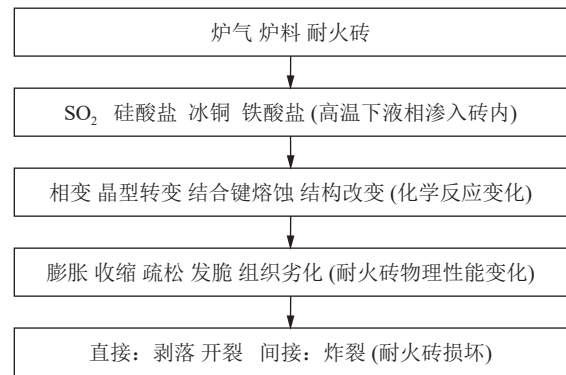 炉气 炉料 耐火砖
SO₂ 硅酸盐 冰铜 铁酸盐 (高温下液相渗入砖内)
相变 晶型转变 结合键熔蚀 结构改变 (化学反应变化)
膨胀 收缩 疏松 发脆 组织劣化 (耐火砖物理性能变化)
直接：剥落 开裂 间接：炸裂 (耐火砖损坏)